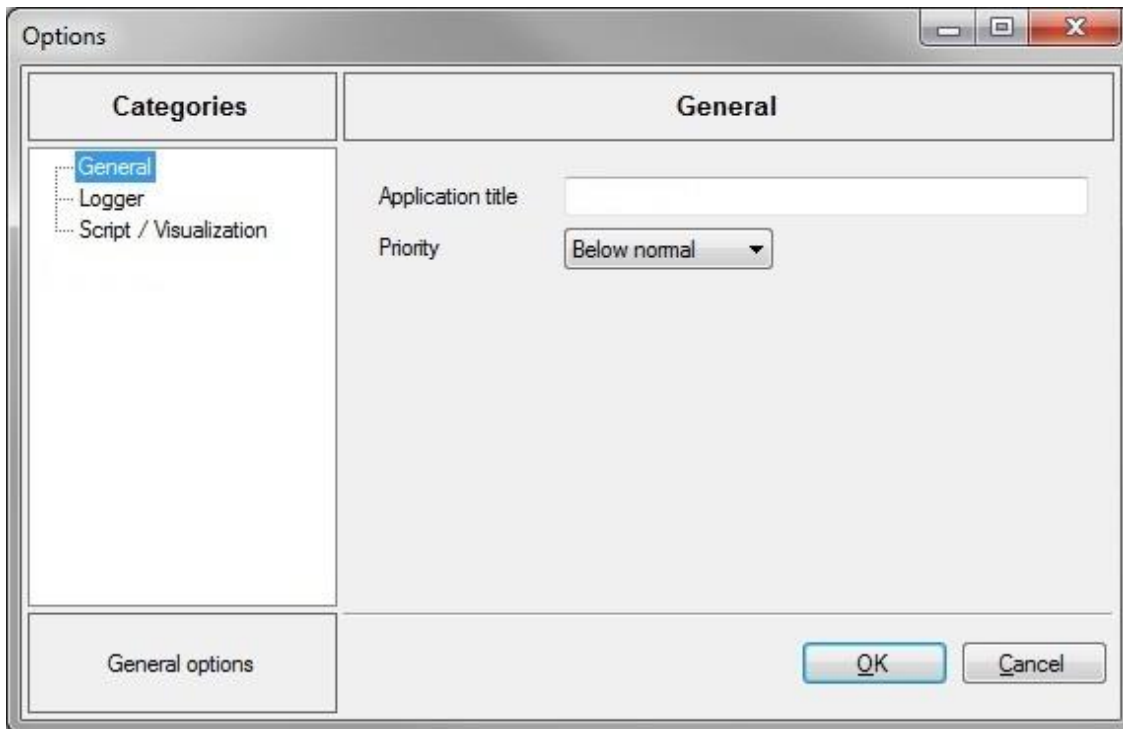 Options
Categories
General
General
Logger
Script / Visualization
Application title
Priority
Below normal
General options
OK
Cancel